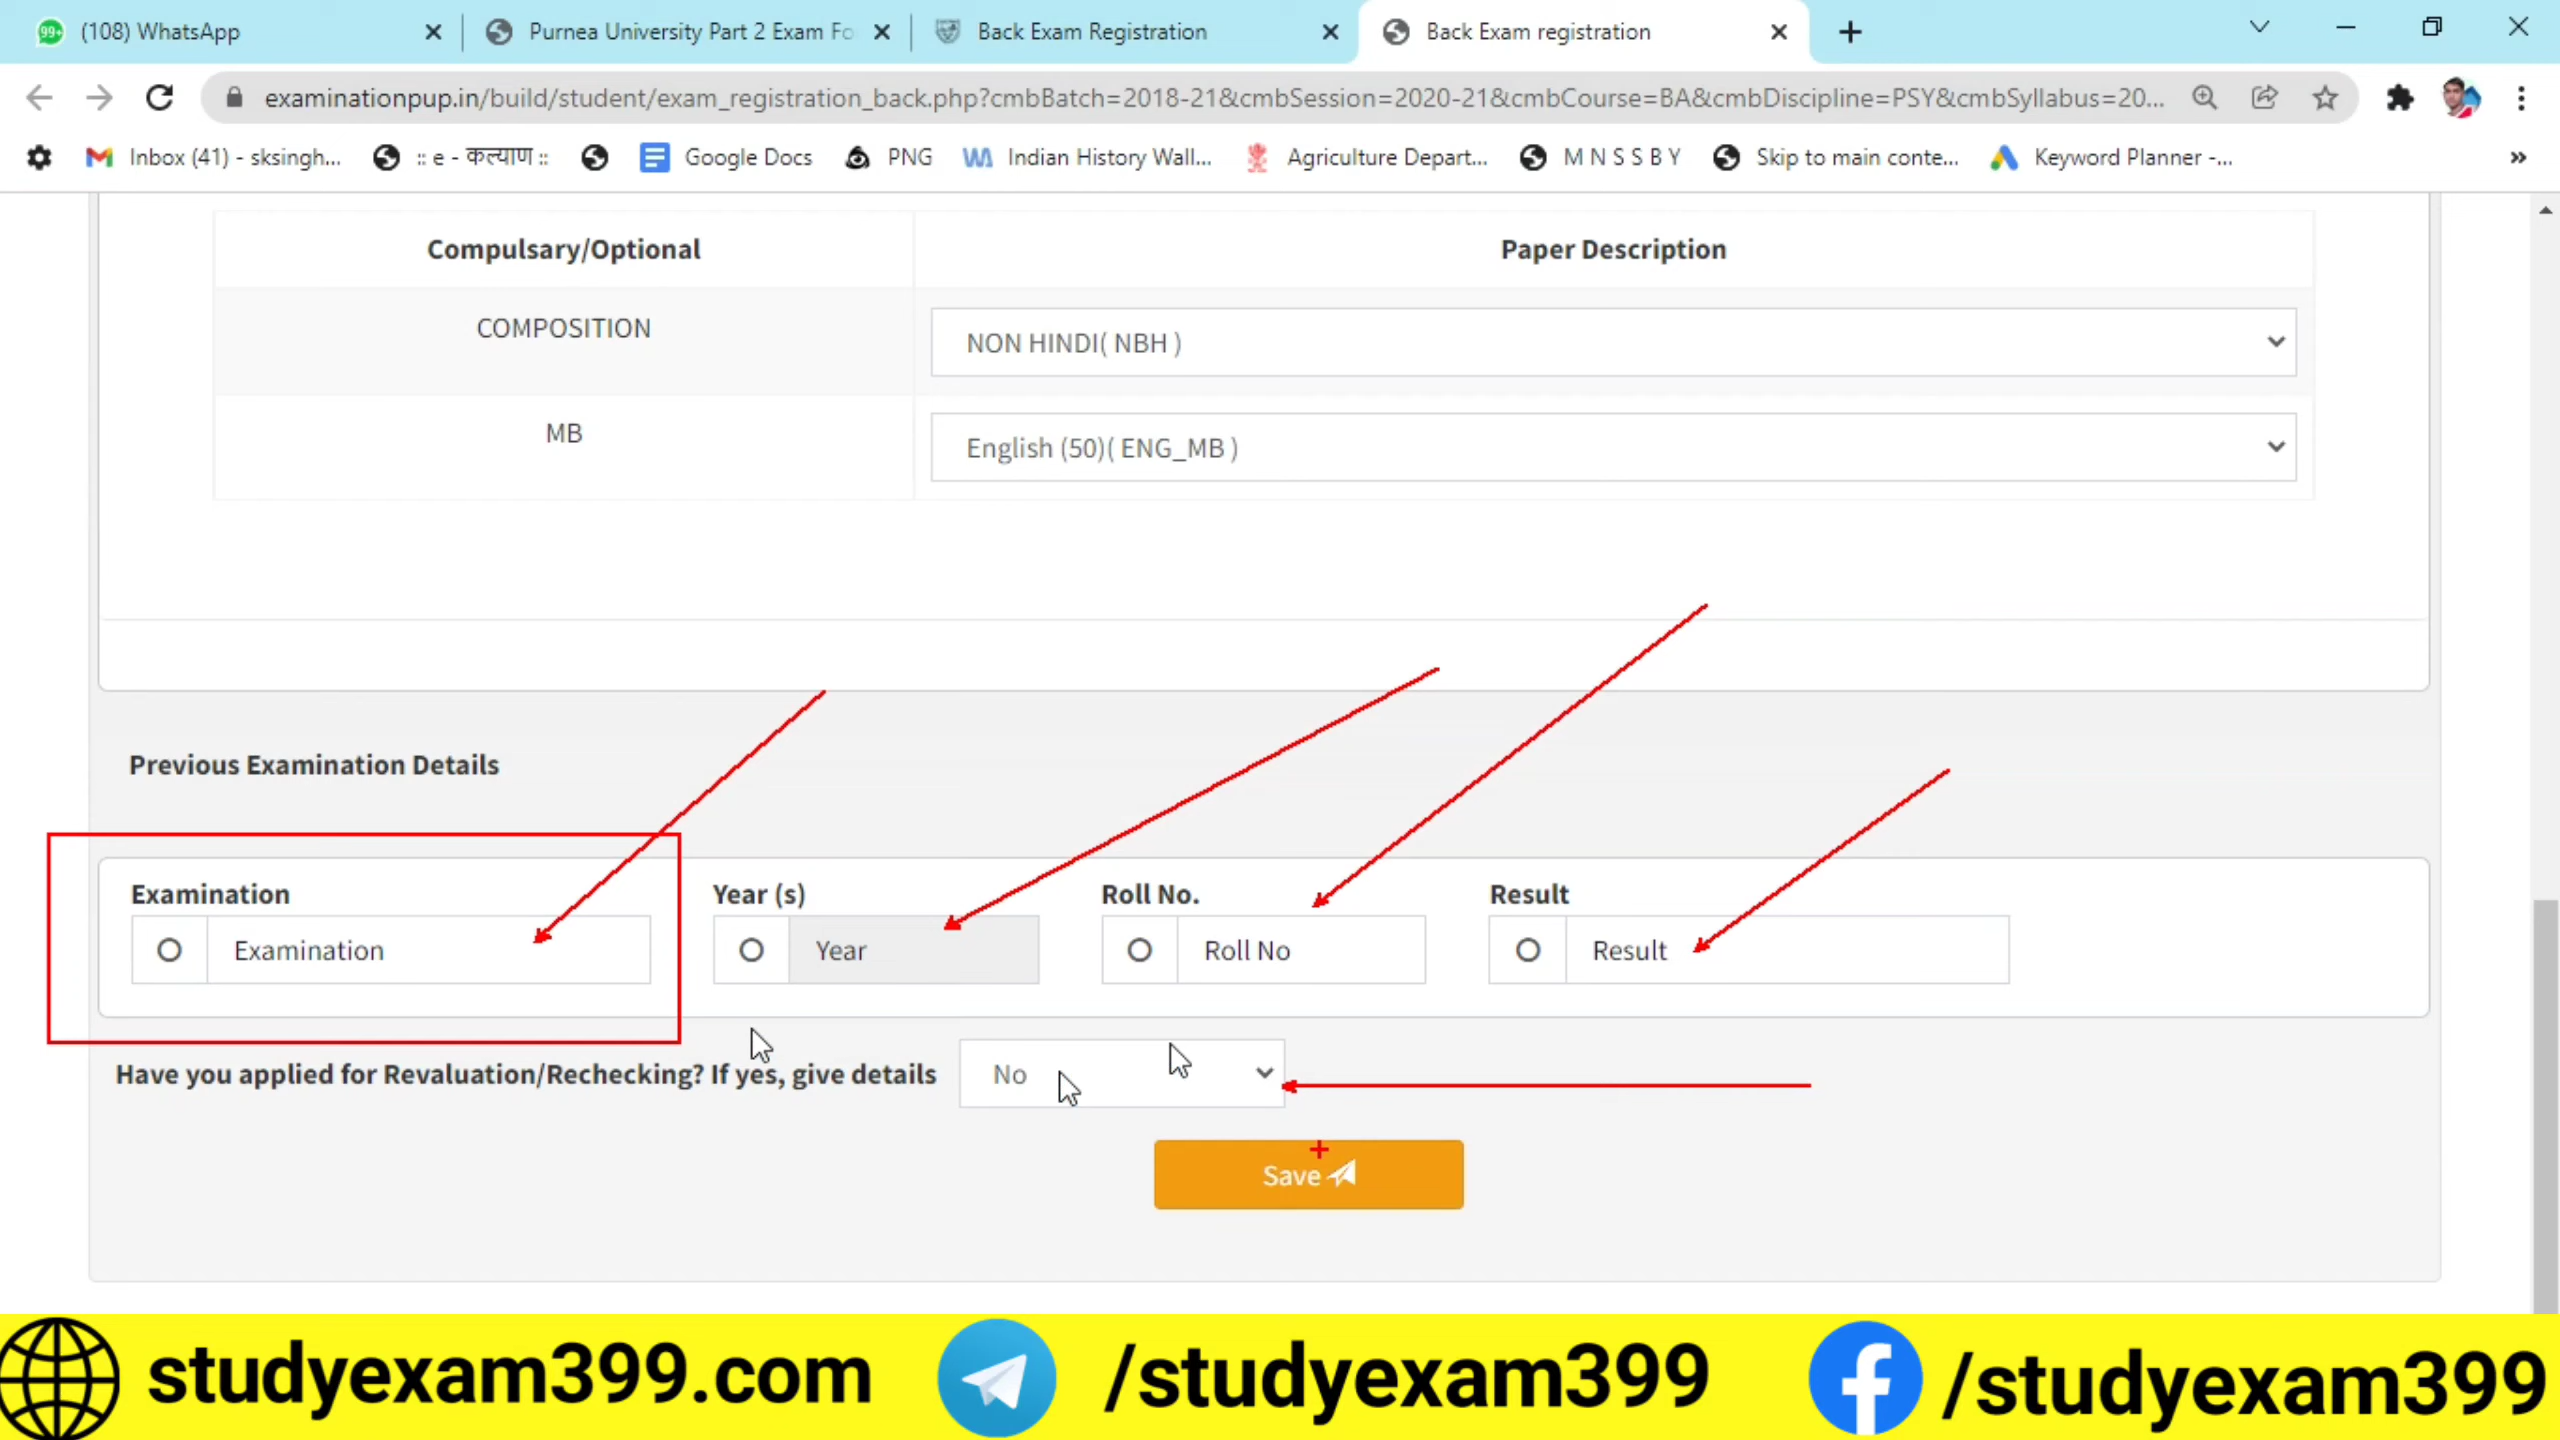 (108) WhatsApp
Purnea University Part 2 Exam Fo
Back Exam Registration
Back Exam registration
examinationpup.in/build/student/exam_registration_back.php?cmbBatch=2018-21&cmbSession=2020-21&cmbCourse=BA&cmbDiscipline=PSY&cmbSyllabus=20...
Inbox (41) - sksingh...
:: e - कल्याण ::
Google Docs
PNG
Indian History Wall...
Agriculture Depart...
M N S S B Y
Skip to main conte...
Keyword Planner -...
»
Compulsary/Optional
Paper Description
COMPOSITION
NON HINDI( NBH )
MB
English (50)( ENG_MB )
Previous Examination Details
Examination
Year (s)
Roll No.
Result
Examination
Year
Roll No
Result
Have you applied for Revaluation/Rechecking? If yes, give details
No
Save
studyexam399.com
/studyexam399
/studyexam399
99+